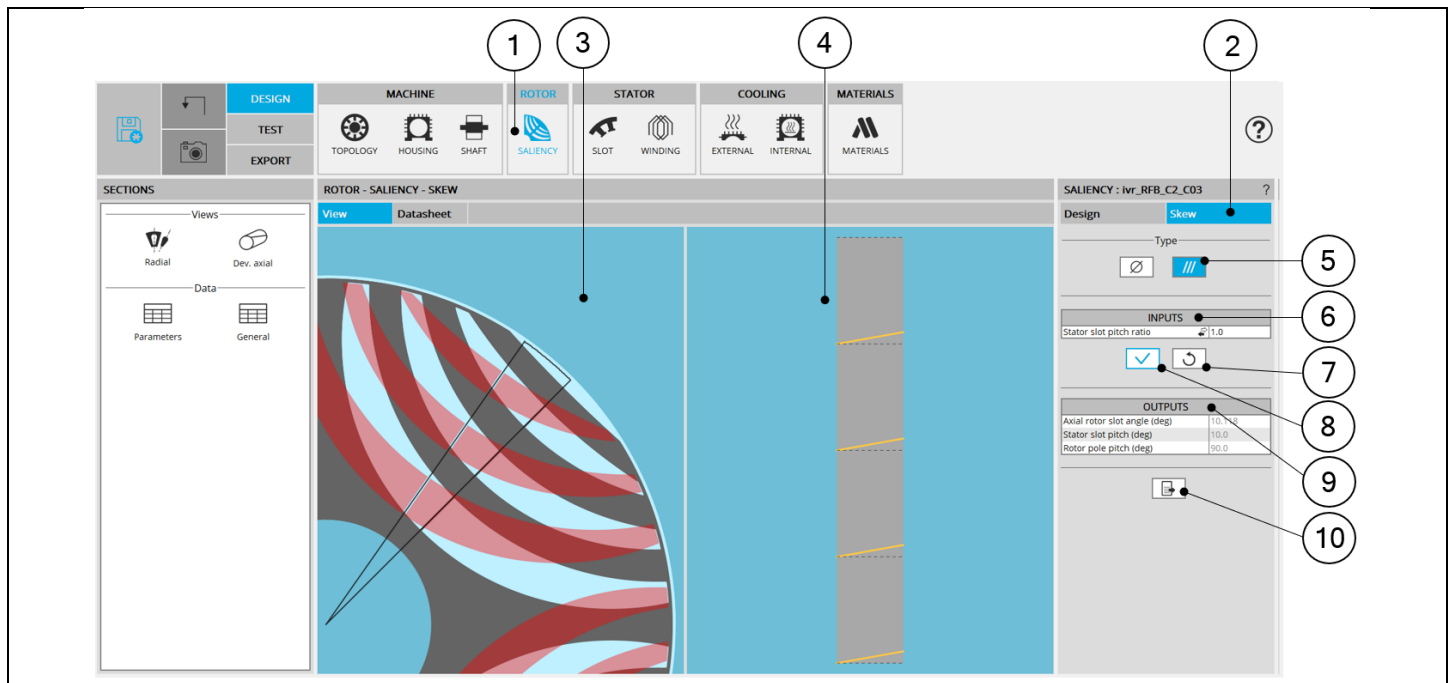 1
3
4
2
DESIGN
TEST
EXPORT
MACHINE
TOPOLOGY HOUSING SHAFT
ROTOR
SALIENCY
STATOR
SLOT WINDING
COOLING
EXTERNAL INTERNAL
MATERIALS
MATERIALS
?
SECTIONS
Views
Radial Dev. axial
Data
Parameters General
ROTOR - SALIENCY - SKEW
View Datasheet
SALIENCY : ivr_RFB_C2_C03 ?
Design Skew
Type
5
INPUTS
6
Stator slot pitch ratio 1.0
7
8
OUTPUTS
Axial rotor slot angle (deg) 10.118
Stator slot pitch (deg) 10.0
Rotor pole pitch (deg) 90.0
9
10